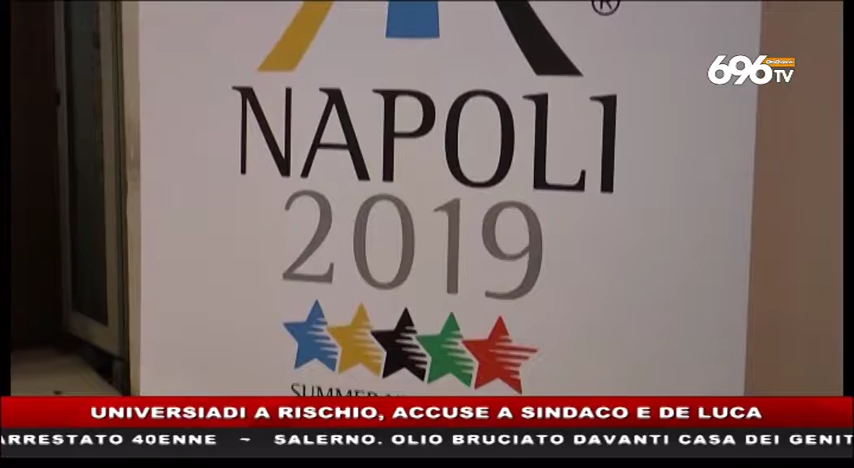 ®
696
TV
NAPOLI
2019
SUMMER
UNIVERSIADI A RISCHIO, ACCUSE A SINDACO E DE LUCA
ARRESTATO 40ENNE ~ SALERNO. OLIO BRUCIATO DAVANTI CASA DEI GENIT